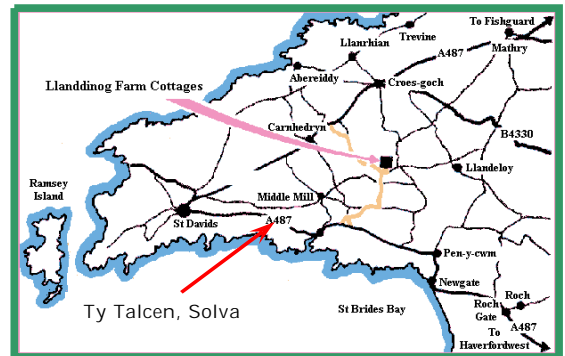 To Fishguard
Trevine
Llanrhian
A487
Mathry
Abereiddy
Croes-goch
Llanddinog Farm Cottages
Carnhedryn
B4330
Llandeloy
Ramsey
Island
Middle Mill
St Davids
A487
Pen-y-cwm
Newgate
Ty Talcen, Solva
St Brides Bay
Roch
Roch
Gate
A487
To
Haverfordwest